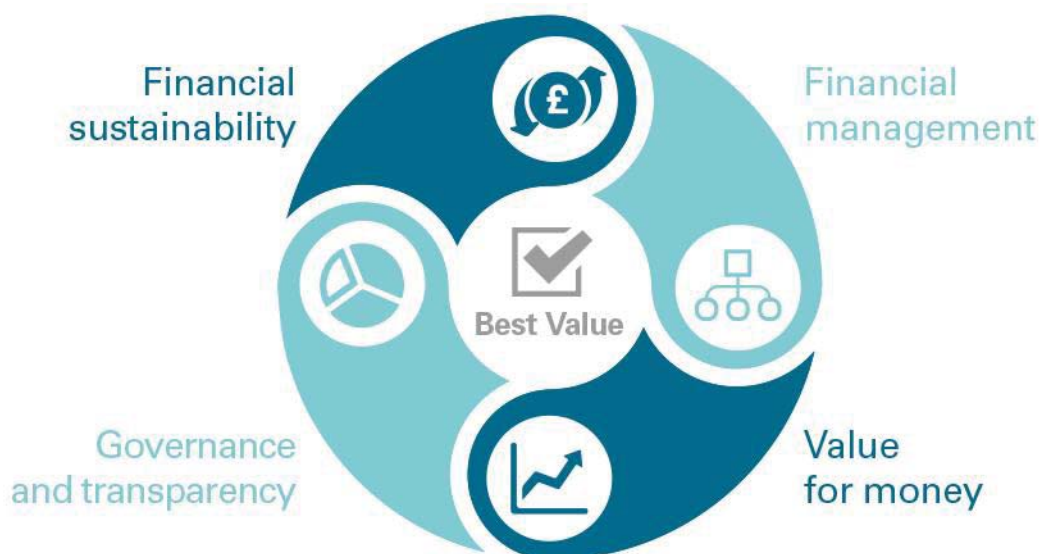 Financial
sustainability
£
Financial
management
Best Value
Governance
and transparency
Value
for money